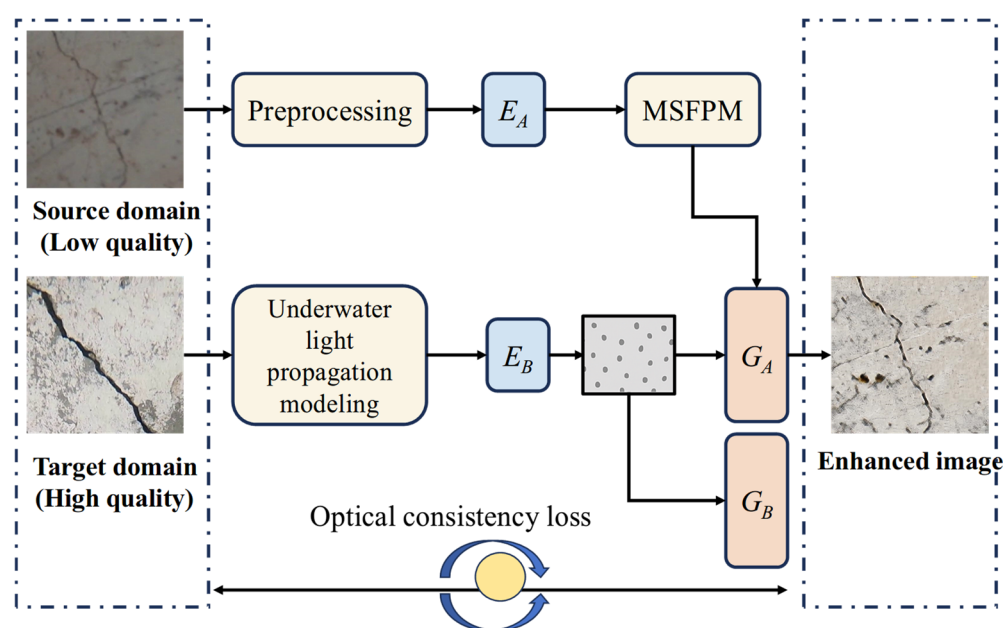 Preprocessing
E_A
MSFPM
Source domain
(Low quality)
Underwater
light
propagation
modeling
E_B
G_A
Target domain
(High quality)
Enhanced image
G_B
Optical consistency loss